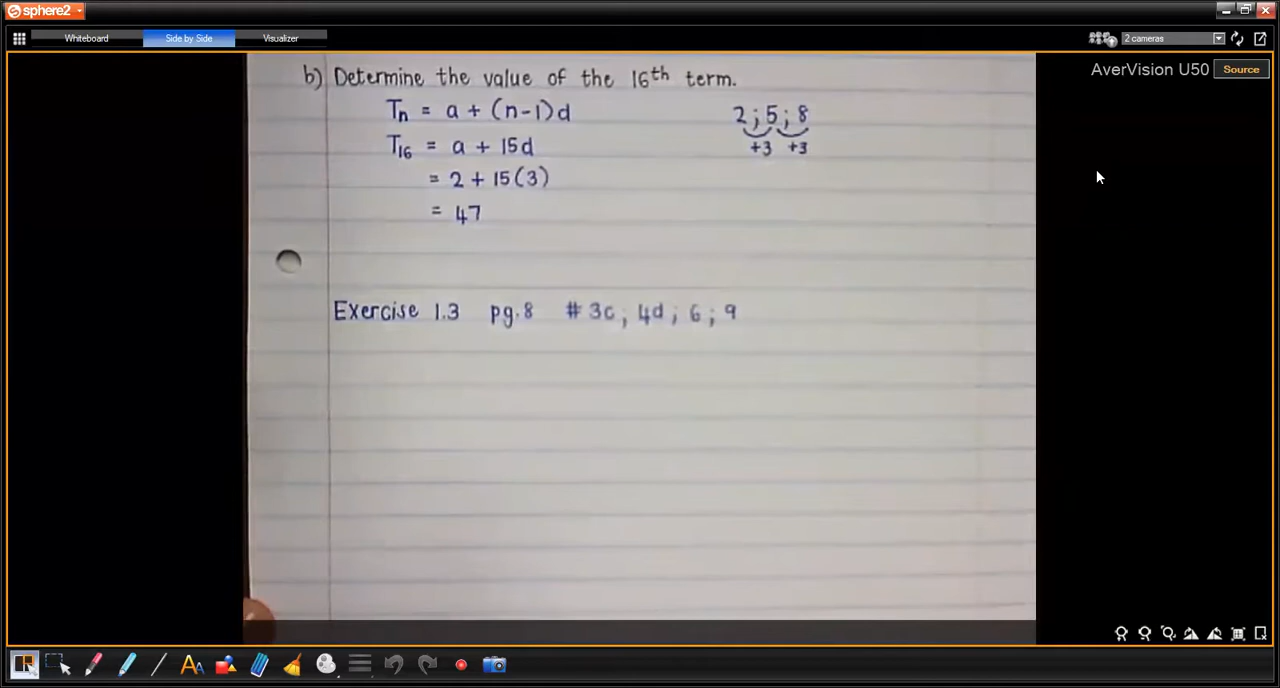 sphere2
Whiteboard Side by Side Visualizer 2 cameras
AverVision U50 Source
b) Determine the value of the 16th term.
Tn = a + (n-1)d 2 ; 5 ; 8
+3 +3
T16 = a + 15d
= 2 + 15(3)
= 47
Exercise 1.3 pg.8 # 3c ; 4d ; 6 ; 9